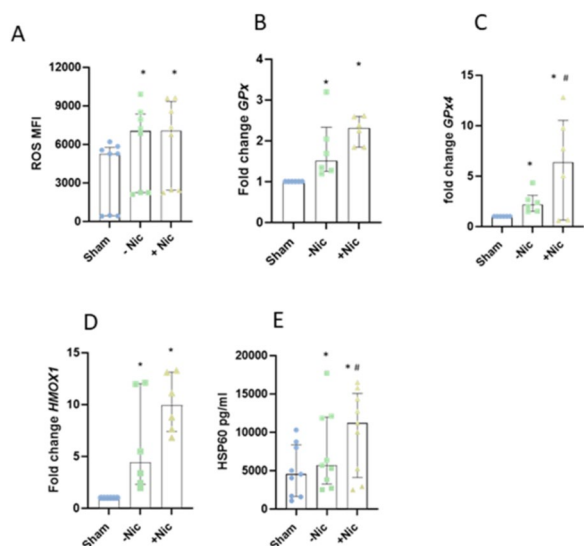 A
ROS MFI
12000
9000
6000
3000
0
* *
Sham
- Nic
+ Nic
B
Fold change GPx
4
3
2
1
0
* *
Sham
-Nic
+Nic
C
fold change GPx4
15
10
5
0
*
* #
Sham
-Nic
+Nic
D
Fold change HMOX1
15
10
5
0
* *
Sham
-Nic
+Nic
E
HSP60 pg/ml
20000
15000
10000
5000
0
*
* #
Sham
-Nic
+Nic